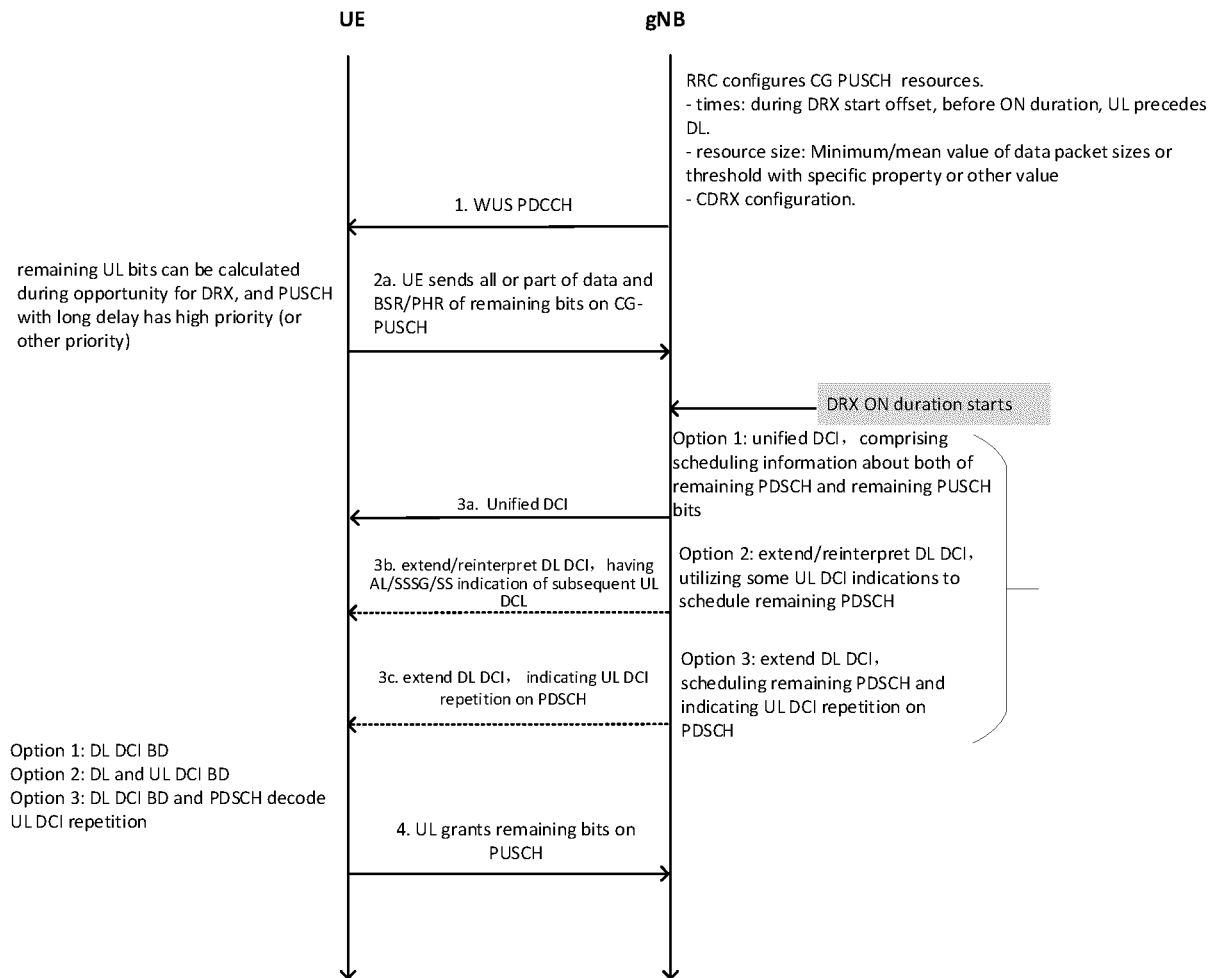 UE
gNB
RRC configures CG PUSCH resources.
- times: during DRX start offset, before ON duration, UL precedes
DL.
- resource size: Minimum/mean value of data packet sizes or
threshold with specific property or other value
- CDRX configuration.
1. WUS PDCCH
remaining UL bits can be calculated
during opportunity for DRX, and PUSCH
with long delay has high priority (or
other priority)
2a. UE sends all or part of data and
BSR/PHR of remaining bits on CG-
PUSCH
DRX ON duration starts
Option 1: unified DCI, comprising
scheduling information about both of
remaining PDSCH and remaining PUSCH
bits
3a. Unified DCI
3b. extend/reinterpret DL DCI, having
AL/SSSG/SS indication of subsequent UL
DCL
Option 2: extend/reinterpret DL DCI,
utilizing some UL DCI indications to
schedule remaining PDSCH
3c. extend DL DCI, indicating UL DCI
repetition on PDSCH
Option 3: extend DL DCI,
scheduling remaining PDSCH and
indicating UL DCI repetition on
PDSCH
Option 1: DL DCI BD
Option 2: DL and UL DCI BD
Option 3: DL DCI BD and PDSCH decode
UL DCI repetition
4. UL grants remaining bits on
PUSCH